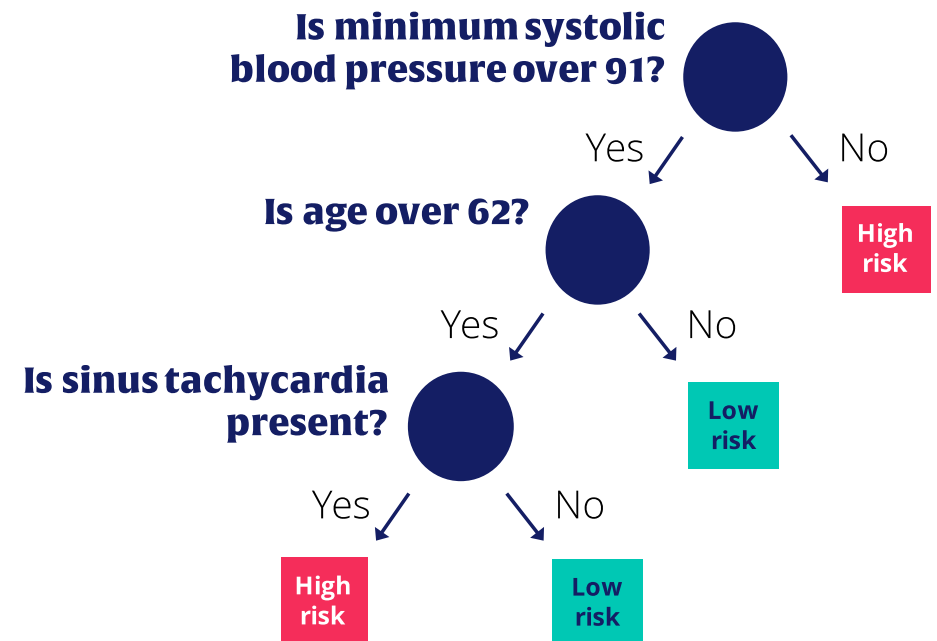 Is minimum systolic
blood pressure over 91?
Yes
No
Is age over 62?
High
risk
Yes
No
Is sinus tachycardia
present?
Low
risk
Yes
No
High
risk
Low
risk